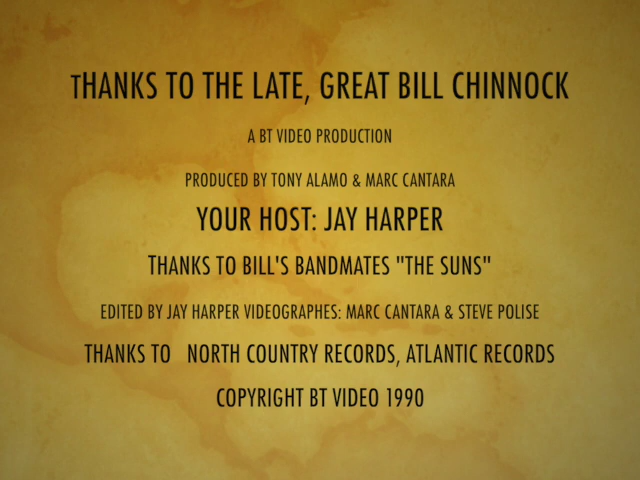 THANKS TO THE LATE, GREAT BILL CHINNOCK
A BT VIDEO PRODUCTION
PRODUCED BY TONY ALAMO & MARC CANTARA
YOUR HOST: JAY HARPER
THANKS TO BILL'S BANDMATES "THE SUNS"
EDITED BY JAY HARPER VIDEOGRAPHES: MARC CANTARA & STEVE POLISE
THANKS TO NORTH COUNTRY RECORDS, ATLANTIC RECORDS
COPYRIGHT BT VIDEO 1990